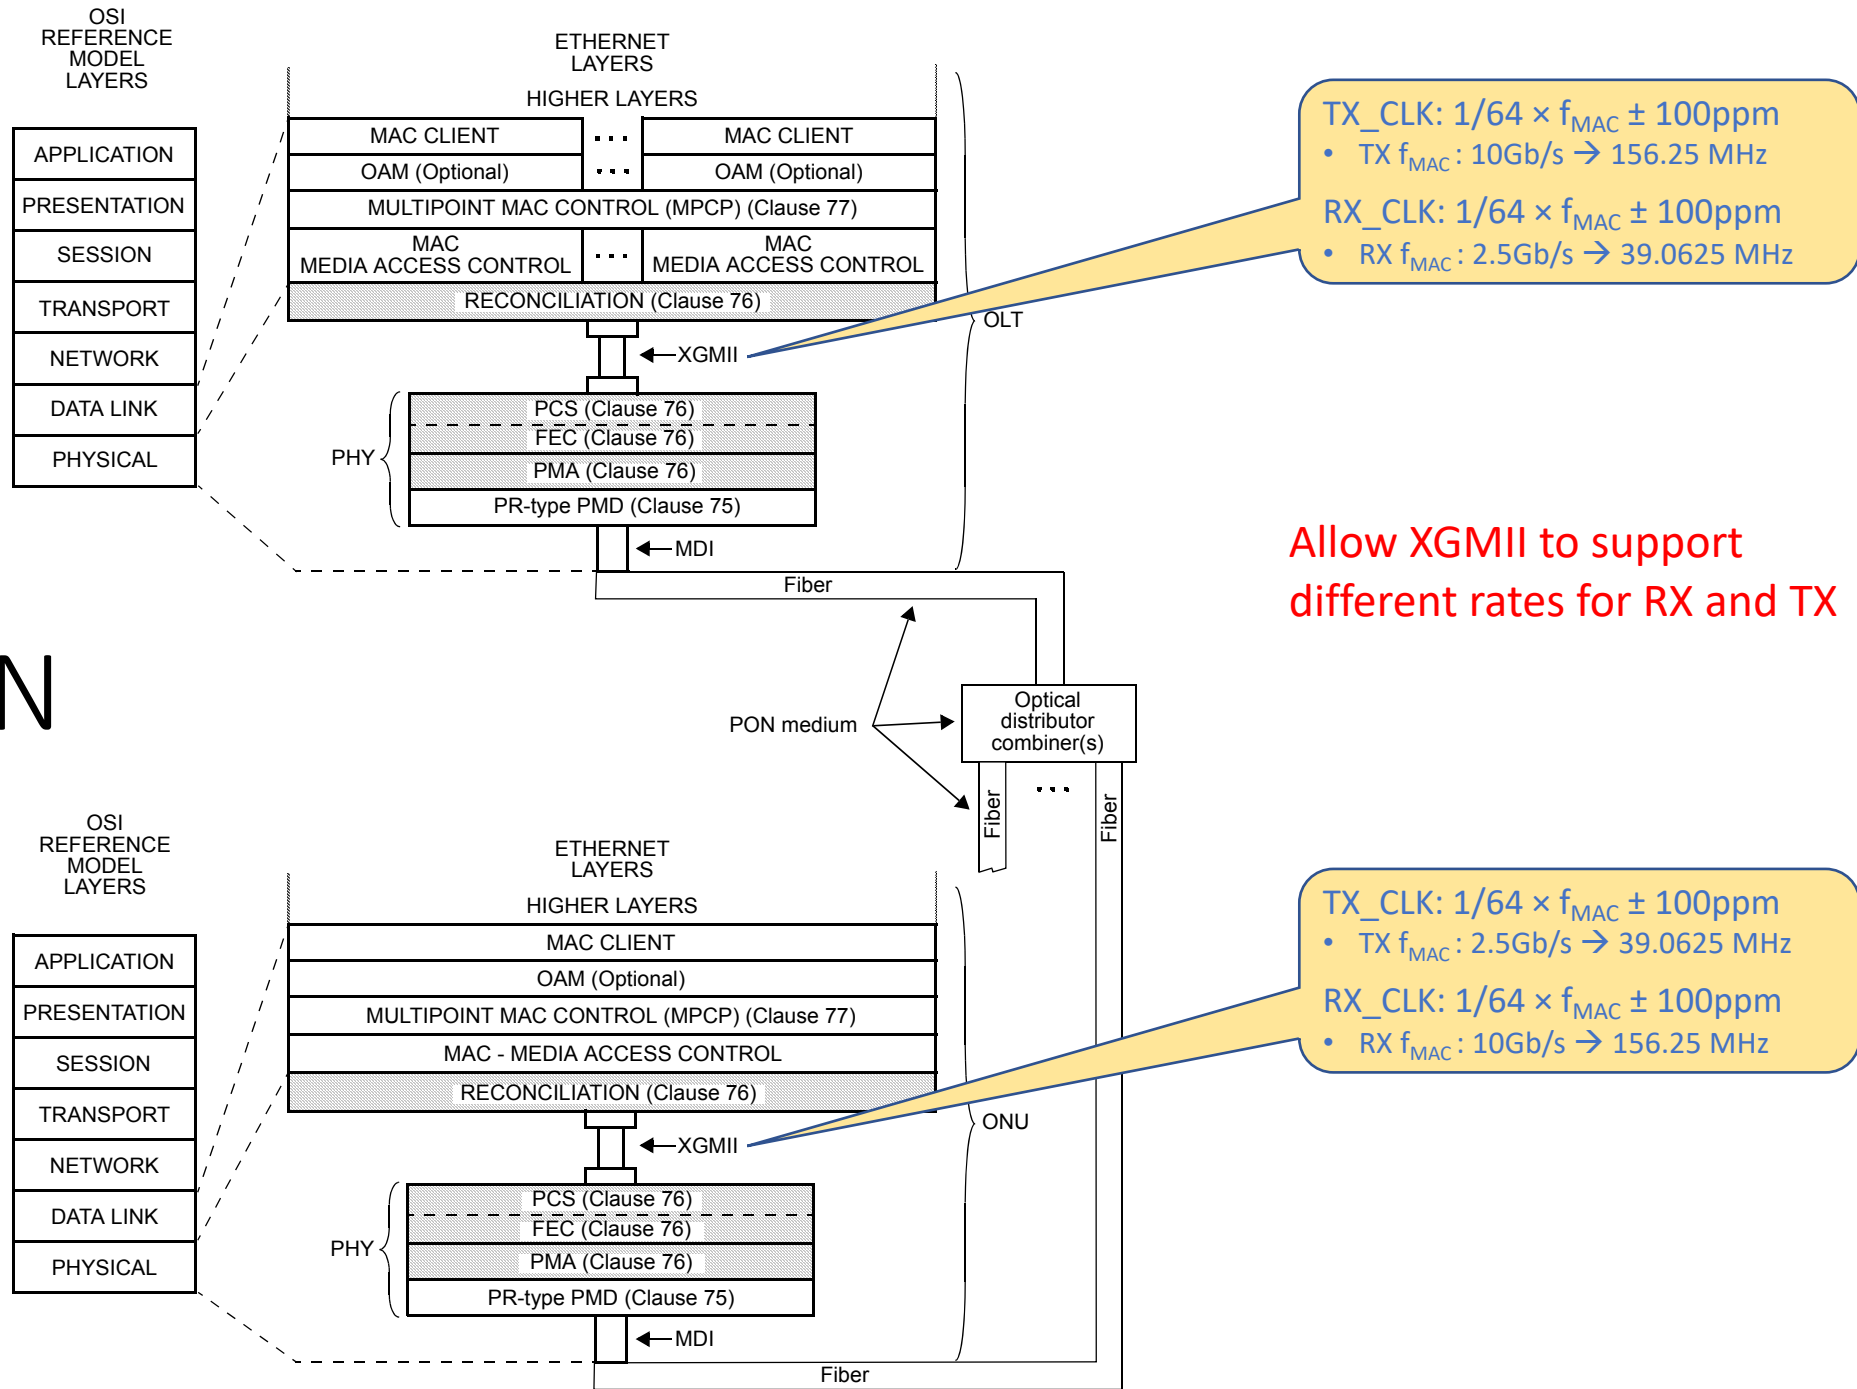 OSI
REFERENCE
MODEL
LAYERS
APPLICATION
PRESENTATION
SESSION
TRANSPORT
NETWORK
DATA LINK
PHYSICAL
ETHERNET
LAYERS
HIGHER LAYERS
MAC CLIENT ... MAC CLIENT
OAM (Optional) ... OAM (Optional)
MULTIPOINT MAC CONTROL (MPCP) (Clause 77)
MAC
MEDIA ACCESS CONTROL
...
MAC
MEDIA ACCESS CONTROL
RECONCILIATION (Clause 76)
XGMII
OLT
PHY
PCS (Clause 76)
FEC (Clause 76)
PMA (Clause 76)
PR-type PMD (Clause 75)
MDI
Fiber
TX_CLK: 1/64 × fMAC ± 100ppm
• TX fMAC : 10Gb/s → 156.25 MHz
RX_CLK: 1/64 × fMAC ± 100ppm
• RX fMAC : 2.5Gb/s → 39.0625 MHz
Allow XGMII to support
different rates for RX and TX
N
PON medium
Optical
distributor
combiner(s)
Fiber
...
Fiber
OSI
REFERENCE
MODEL
LAYERS
APPLICATION
PRESENTATION
SESSION
TRANSPORT
NETWORK
DATA LINK
PHYSICAL
ETHERNET
LAYERS
HIGHER LAYERS
MAC CLIENT
OAM (Optional)
MULTIPOINT MAC CONTROL (MPCP) (Clause 77)
MAC - MEDIA ACCESS CONTROL
RECONCILIATION (Clause 76)
XGMII
ONU
PHY
PCS (Clause 76)
FEC (Clause 76)
PMA (Clause 76)
PR-type PMD (Clause 75)
MDI
Fiber
TX_CLK: 1/64 × fMAC ± 100ppm
• TX fMAC : 2.5Gb/s → 39.0625 MHz
RX_CLK: 1/64 × fMAC ± 100ppm
• RX fMAC : 10Gb/s → 156.25 MHz